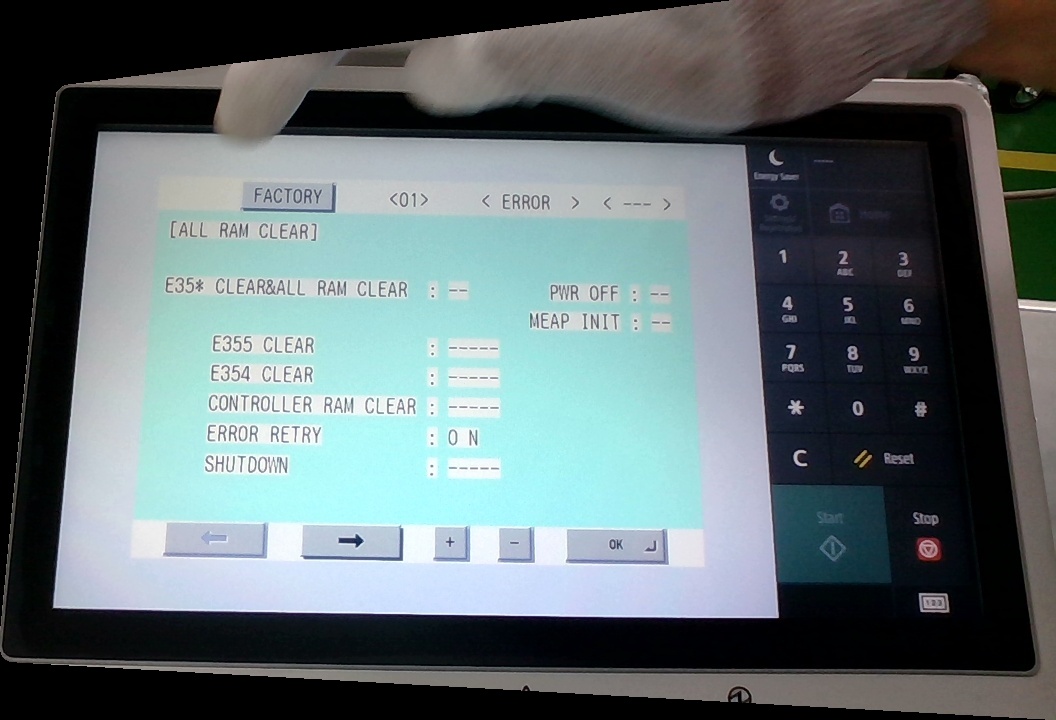 FACTORY <01> < ERROR > < --- >
[ALL RAM CLEAR]
E35* CLEAR&ALL RAM CLEAR : -- PWR OFF : --
MEAP INIT : --
E355 CLEAR : -----
E354 CLEAR : -----
CONTROLLER RAM CLEAR : -----
ERROR RETRY : O N
SHUTDOWN : -----
+ - OK
Energy Saver
Home
1 2 ABC 3 DEF
4 GHI 5 JKL 6 MNO
7 PQRS 8 TUV 9 WXYZ
* 0 #
C Reset
Start Stop
123